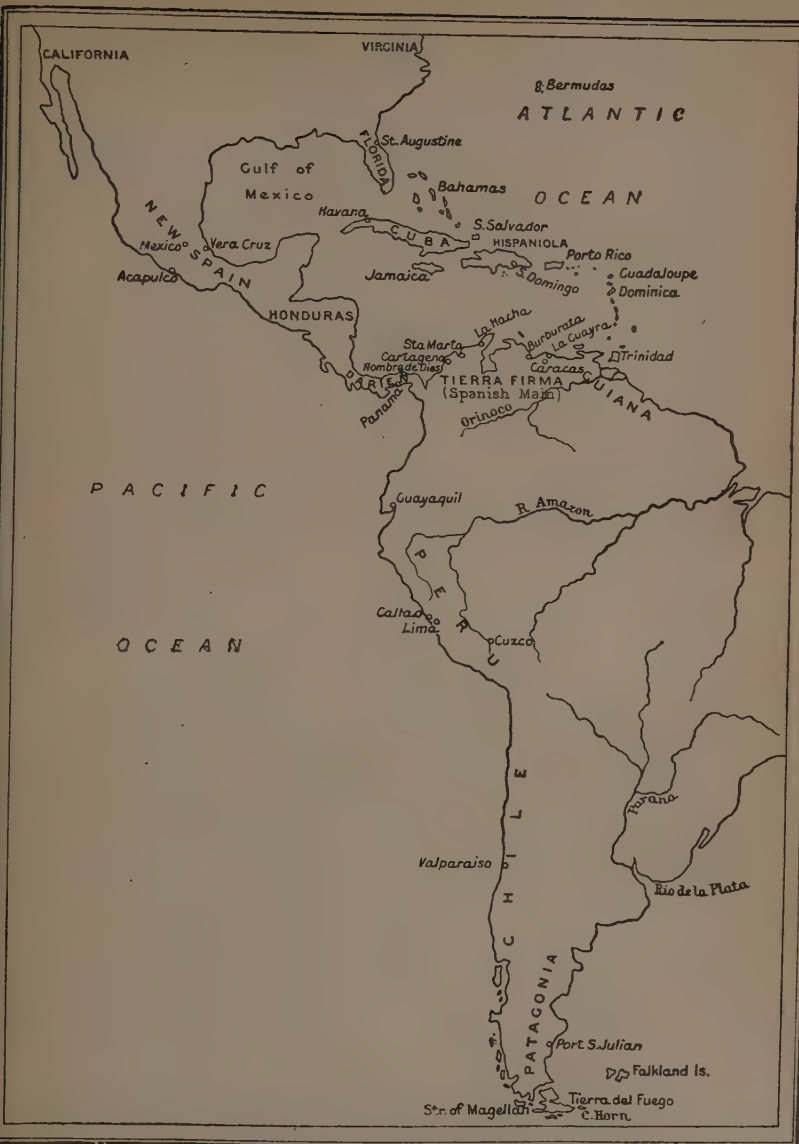 CALIFORNIA
VIRGINIA
Bermudas
ATLANTIC
OCEAN
St. Augustine
FLORIDA
Gulf of
Mexico
Bahamas
Havana
CUBA
S. Salvador
HISPANIOLA
Porto Rico
NEW SPAIN
Mexico
Vera Cruz
Acapulco
Jamaica
S. Domingo
Guadaloupe
Dominica
HONDURAS
La Hacha
Sta Marta
Burburata
La Guayra
Cartagena
Nombre de Dios
Caracas
Trinidad
DARIEN
TIERRA FIRMA
(Spanish Main)
GUIANA
Panama
Orinoco
PACIFIC
OCEAN
Guayaquil
R. Amazon
PERU
Callao
Lima
Cuzco
CHILE
Parana
Valparaiso
Rio de la Plata
PATAGONIA
Port S. Julian
Falkland Is.
Str. of Magellan
Tierra del Fuego
C. Horn